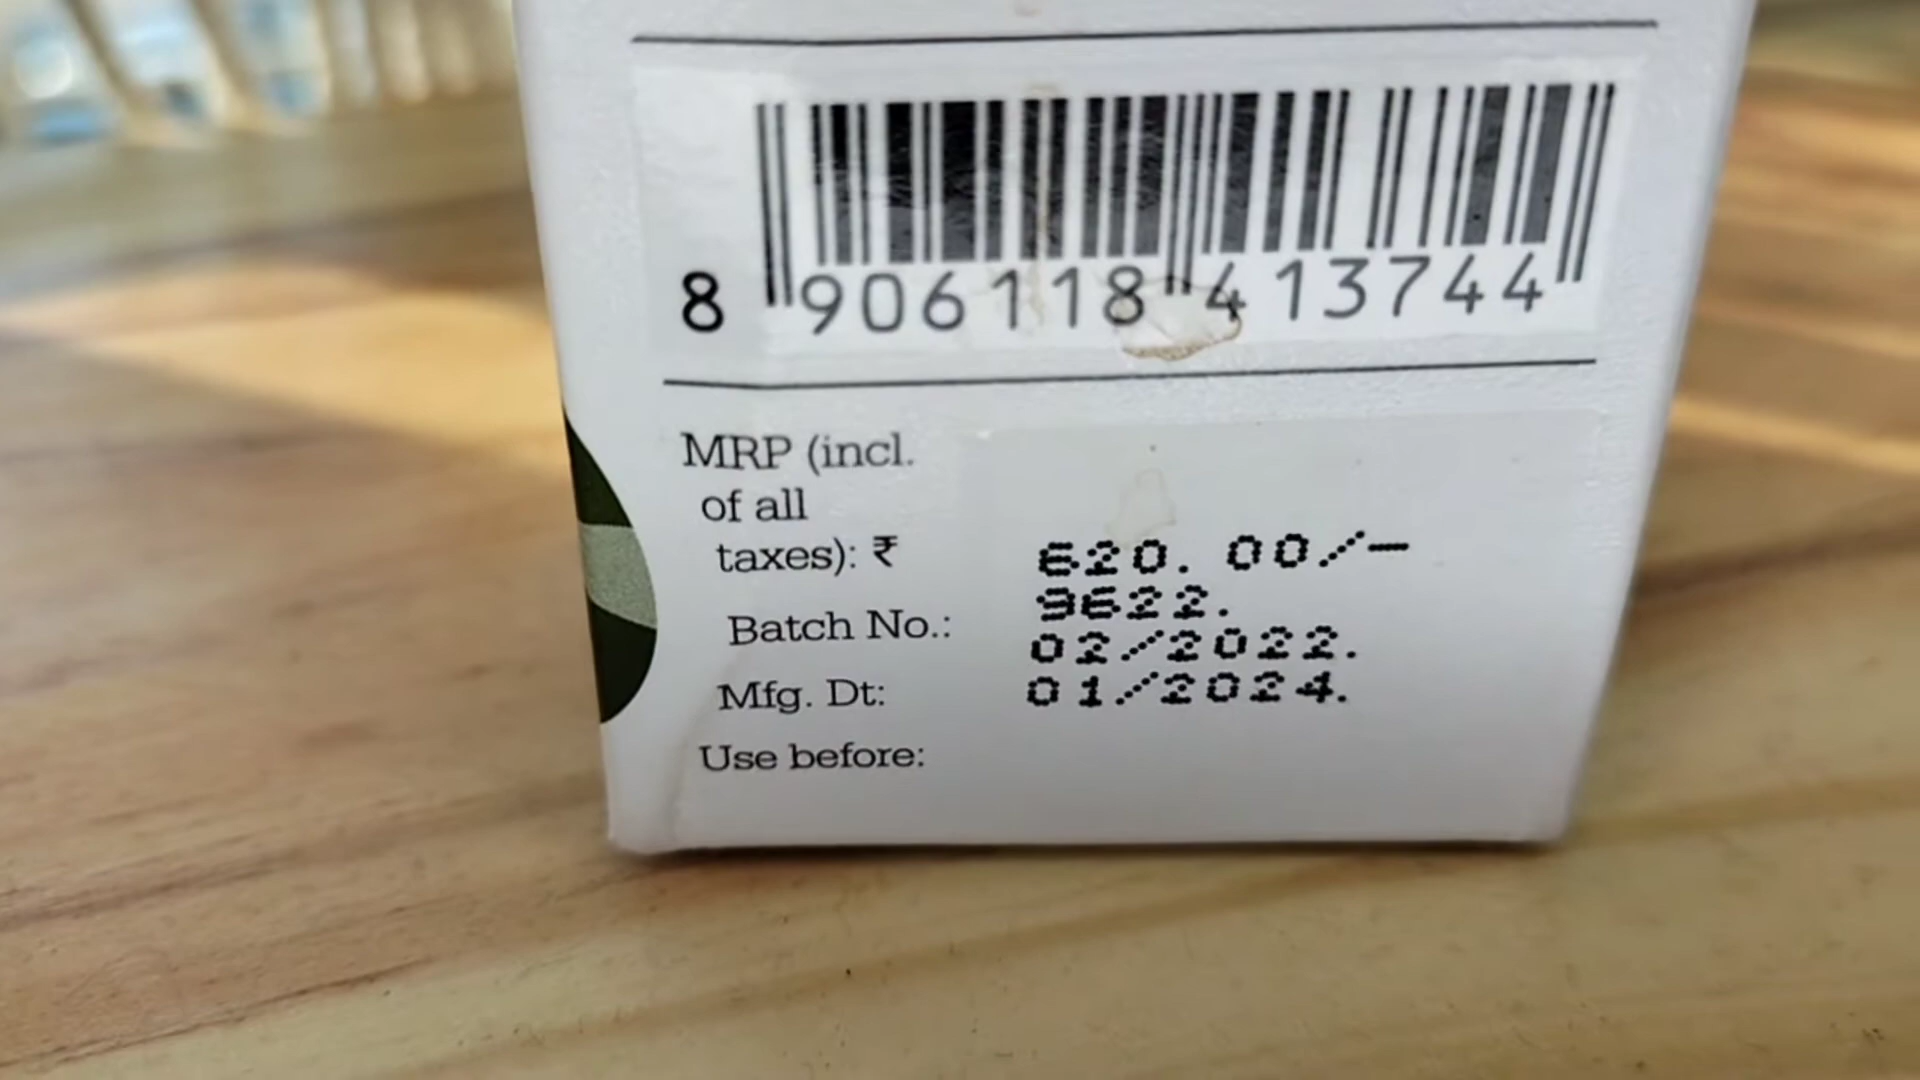 8 906118 413744
MRP (incl.
of all
taxes): ₹ 620. 00/-
Batch No.: 9622.
Mfg. Dt: 02/2022.
Use before: 01/2024.